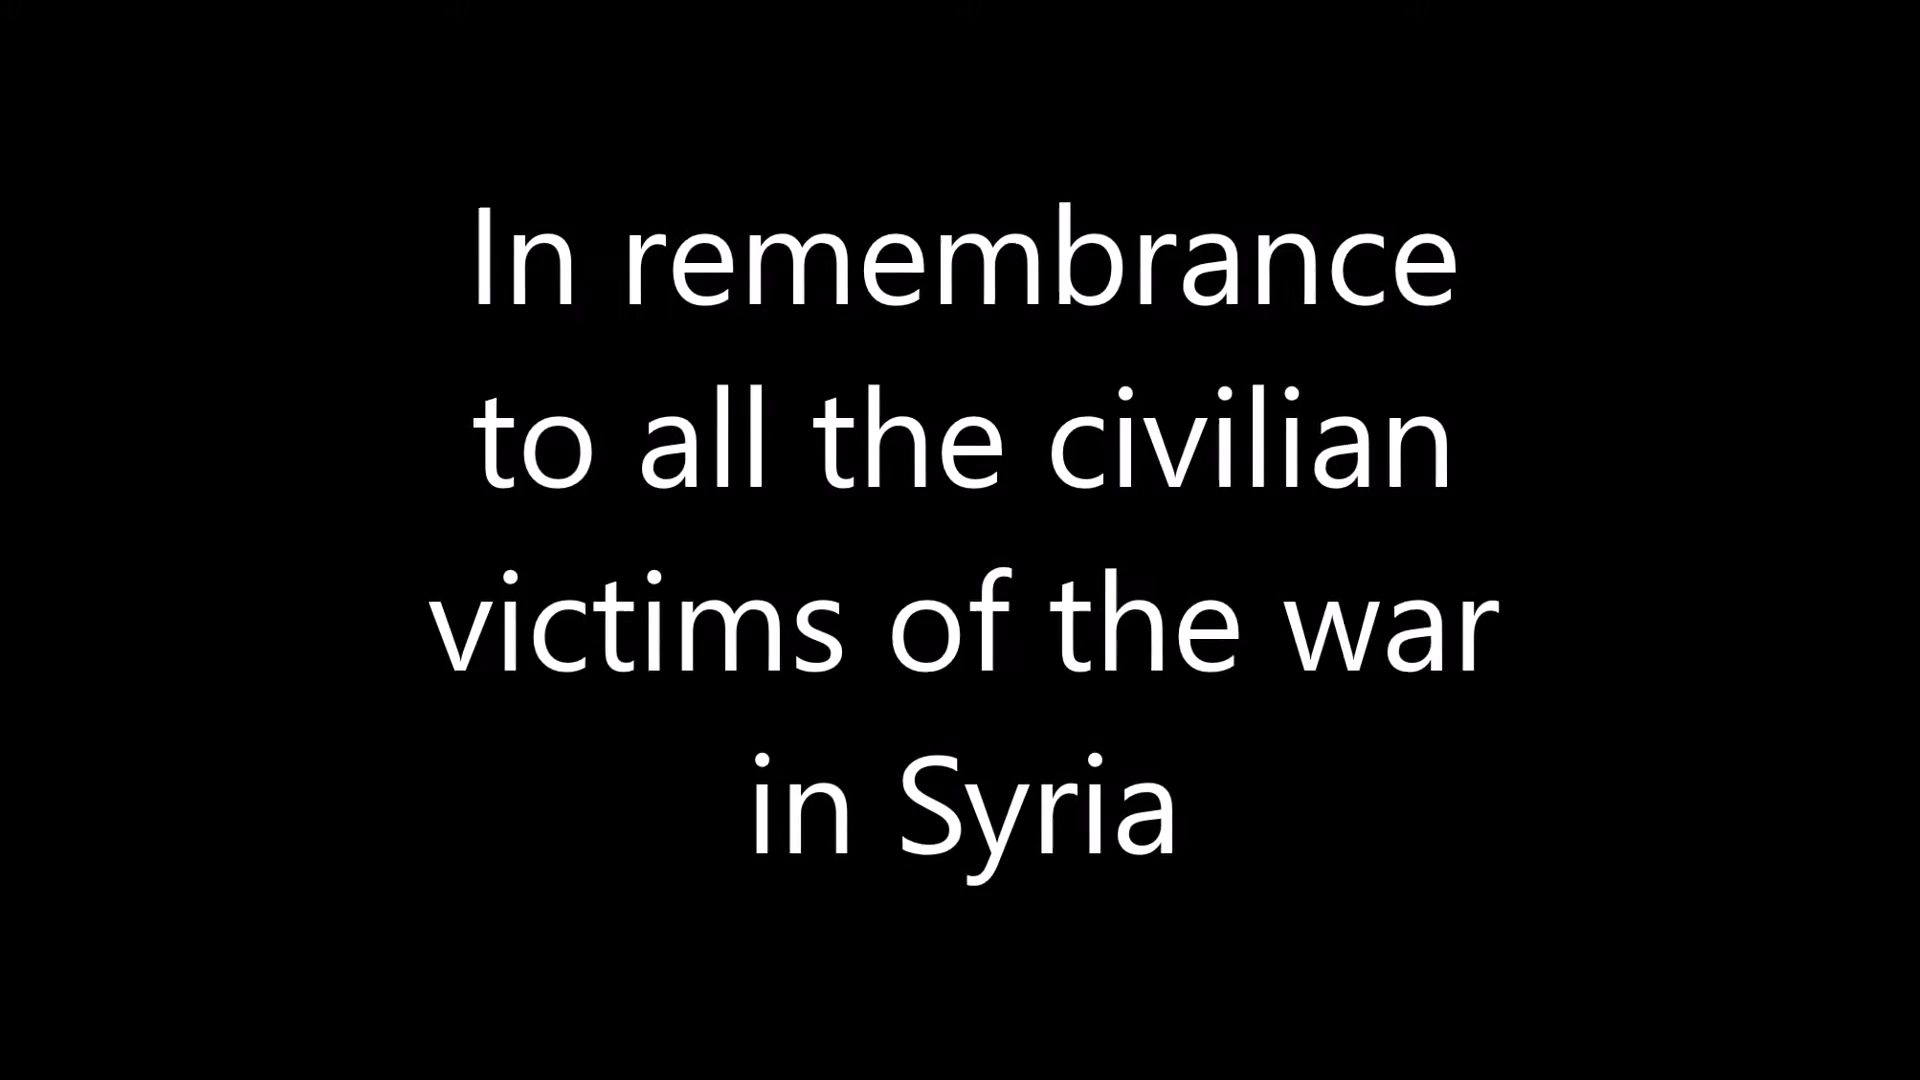 In remembrance
to all the civilian
victims of the war
in Syria